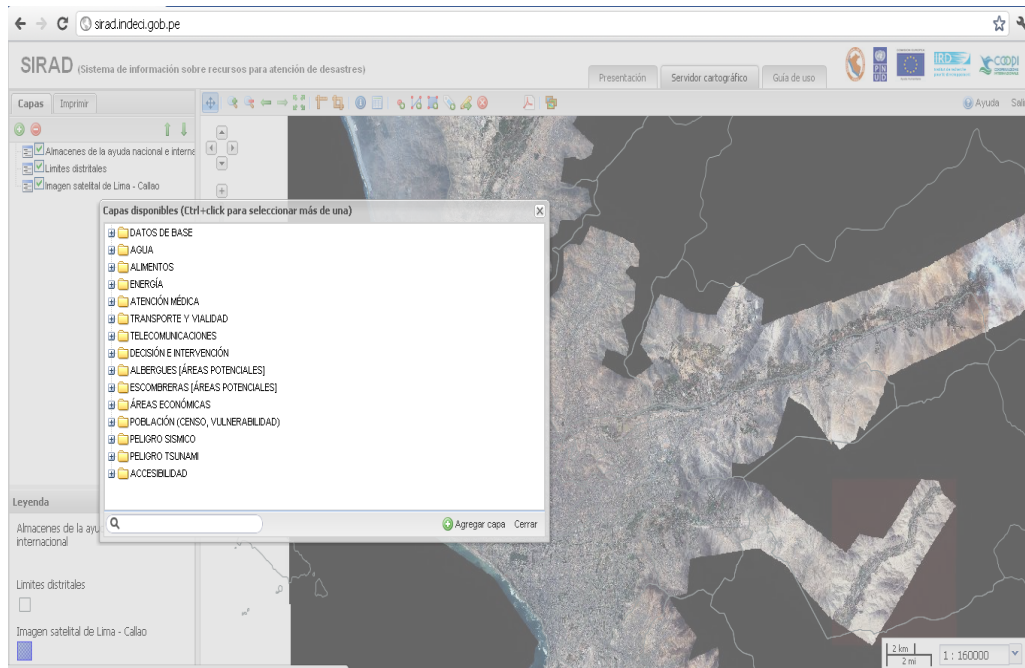 sirad.indeci.gob.pe
SIRAD (Sistema de información sobre recursos para atención de desastres)
Presentación
Servidor cartográfico
Guía de uso
PNUD
IRD
COOPI
Capas
Imprimir
Ayuda
Sali
Almacenes de la ayuda nacional e interna
Limites distritales
Imagen satelital de Lima - Callao
Capas disponibles (Ctrl+click para seleccionar más de una)
DATOS DE BASE
AGUA
ALIMENTOS
ENERGÍA
ATENCIÓN MÉDICA
TRANSPORTE Y VIALIDAD
TELECOMUNICACIONES
DECISIÓN E INTERVENCIÓN
ALBERGUES [ÁREAS POTENCIALES]
ESCOMBRERAS [ÁREAS POTENCIALES]
ÁREAS ECONÓMICAS
POBLACIÓN (CENSO, VULNERABILIDAD)
PELIGRO SISMICO
PELIGRO TSUNAMI
ACCESIBILIDAD
Agregar capa
Cerrar
Leyenda
Almacenes de la ayu
internacional
Limites distritales
Imagen satelital de Lima - Callao
2 km
2 mi
1 : 160000